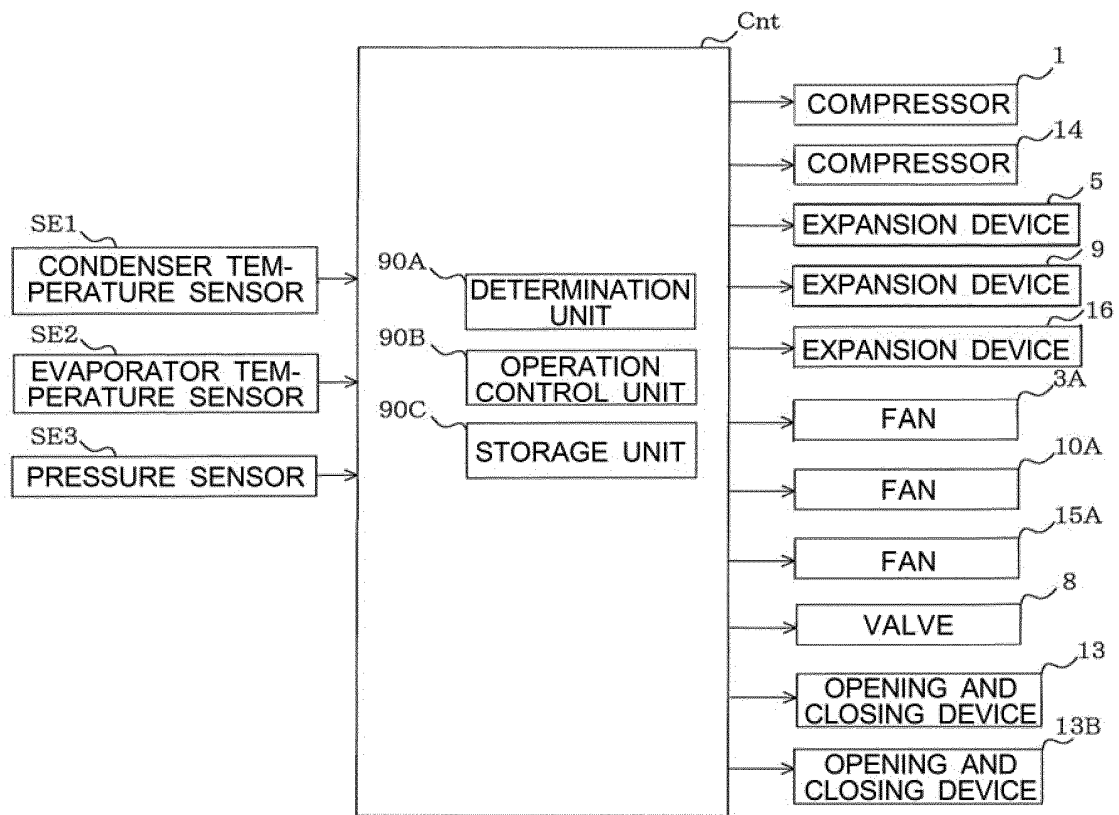 Cnt
SE1
CONDENSER TEM-
PERATURE SENSOR
SE2
EVAPORATOR TEM-
PERATURE SENSOR
SE3
PRESSURE SENSOR
90A
DETERMINATION
UNIT
90B
OPERATION
CONTROL UNIT
90C
STORAGE UNIT
1
COMPRESSOR
14
COMPRESSOR
5
EXPANSION DEVICE
9
EXPANSION DEVICE
16
EXPANSION DEVICE
3A
FAN
10A
FAN
15A
FAN
8
VALVE
13
OPENING AND
CLOSING DEVICE
13B
OPENING AND
CLOSING DEVICE